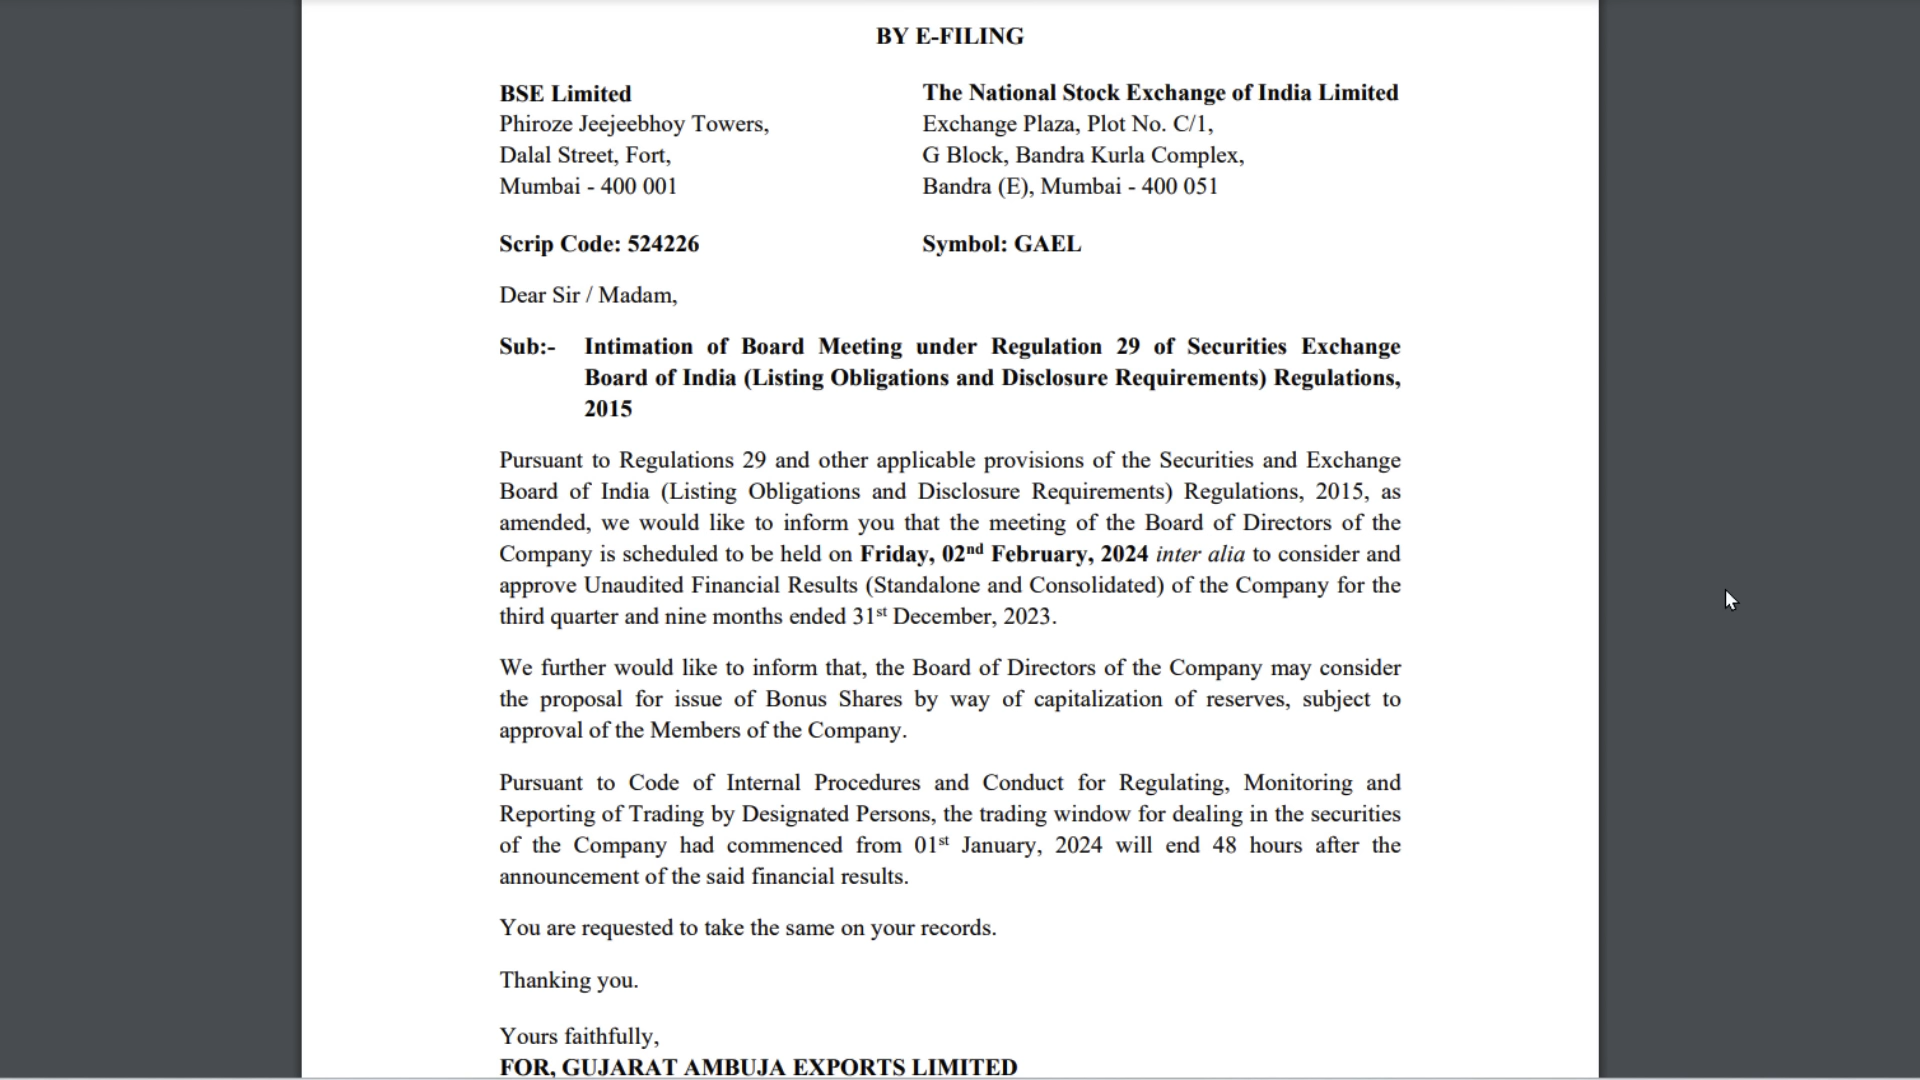 BY E-FILING
BSE Limited
Phiroze Jeejeebhoy Towers,
Dalal Street, Fort,
Mumbai - 400 001
The National Stock Exchange of India Limited
Exchange Plaza, Plot No. C/1,
G Block, Bandra Kurla Complex,
Bandra (E), Mumbai - 400 051
Scrip Code: 524226
Symbol: GAEL
Dear Sir / Madam,
Sub:- Intimation of Board Meeting under Regulation 29 of Securities Exchange
Board of India (Listing Obligations and Disclosure Requirements) Regulations,
2015
Pursuant to Regulations 29 and other applicable provisions of the Securities and Exchange
Board of India (Listing Obligations and Disclosure Requirements) Regulations, 2015, as
amended, we would like to inform you that the meeting of the Board of Directors of the
Company is scheduled to be held on Friday, 02nd February, 2024 inter alia to consider and
approve Unaudited Financial Results (Standalone and Consolidated) of the Company for the
third quarter and nine months ended 31st December, 2023.
We further would like to inform that, the Board of Directors of the Company may consider
the proposal for issue of Bonus Shares by way of capitalization of reserves, subject to
approval of the Members of the Company.
Pursuant to Code of Internal Procedures and Conduct for Regulating, Monitoring and
Reporting of Trading by Designated Persons, the trading window for dealing in the securities
of the Company had commenced from 01st January, 2024 will end 48 hours after the
announcement of the said financial results.
You are requested to take the same on your records.
Thanking you.
Yours faithfully,
FOR, GUJARAT AMBUJA EXPORTS LIMITED